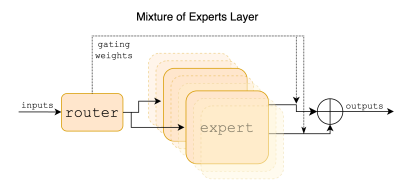 Mixture of Experts Layer
gating
weights
inputs
router
expert
outputs